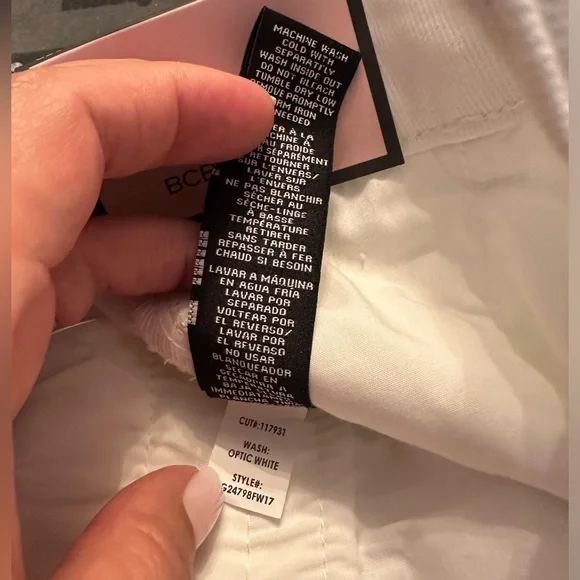 MACHINE WASH
COLD WITH
SEPARATELY
WASH INSIDE OUT
DO NOT BLEACH
TUMBLE DRY LOW
REMOVE PROMPTLY
IRON
NEEDED
À LA
À
FROIDE
SÉPARÉMENT
RETOURNER
SUR L'ENVERS/
LAVER SUR
L'ENVERS
NE PAS BLANCHIR
SÉCHER AU
SÈCHE-LINGE
À BASSE
TEMPÉRATURE
RETIRER
SANS TARDER
REPASSER À FER
CHAUD SI BESOIN
LAVAR A MÁQUINA
EN AGUA FRÍA
LAVAR POR
SEPARADO
VOLTEAR POR
EL REVERSO/
LAVAR POR
EL REVERSO
NO USAR
BLANQUEADOR
SECAR EN
A
BAJA
BCB
CUT#:117931
WASH:
OPTIC WHITE
STYLE#:
G24798FW17